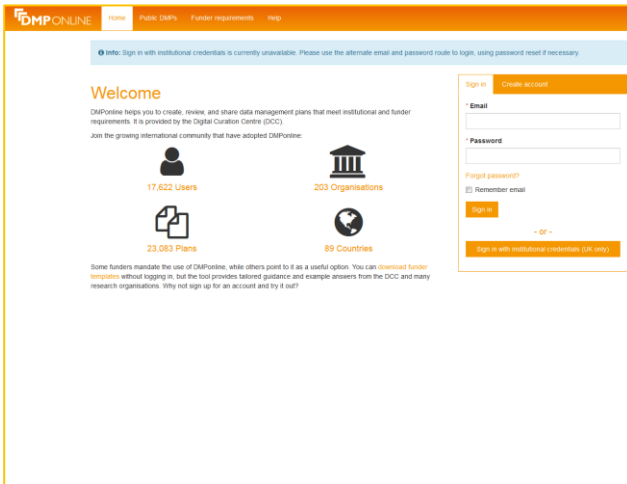 DMPONLINE Home Public DMPs Funder requirements Help
Info: Sign in with institutional credentials is currently unavailable. Please use the alternate email and password route to login, using password reset if necessary.
Welcome
DMPonline helps you to create, review, and share data management plans that meet institutional and funder
requirements. It is provided by the Digital Curation Centre (DCC).
Join the growing international community that have adopted DMPonline:
17,622 Users
203 Organisations
23,083 Plans
89 Countries
Some funders mandate the use of DMPonline, while others point to it as a useful option. You can download funder
templates without logging in, but the tool provides tailored guidance and example answers from the DCC and many
research organisations. Why not sign up for an account and try it out?
Sign in Create account
* Email
* Password
Forgot password?
Remember email
Sign in
- or -
Sign in with institutional credentials (UK only)